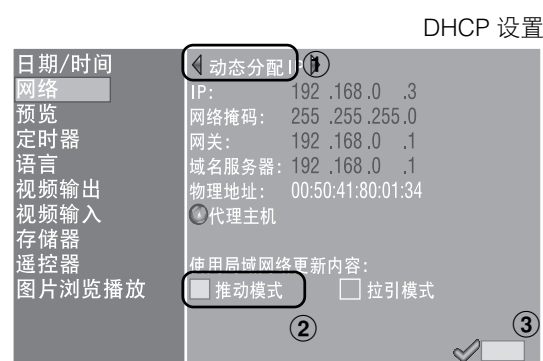 DHCP 设置
日期/时间
网络
预览
定时器
语言
视频输出
视频输入
存储器
遥控器
图片浏览播放
动态分配IP ①
IP: 192 .168 .0 .3
网络掩码: 255 .255 .255.0
网关: 192 .168 .0 .1
域名服务器: 192 .168 .0 .1
物理地址: 00:50:41:80:01:34
代理主机
使用局域网络更新内容:
推动模式 拉引模式
② ③